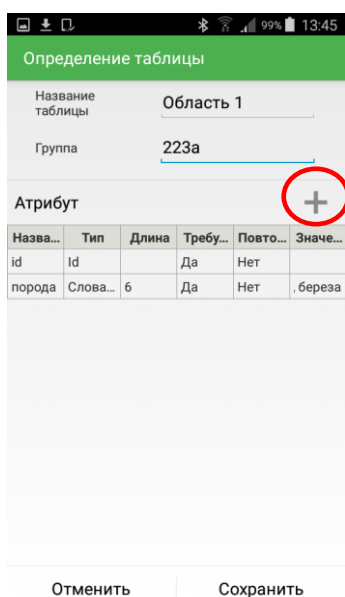 99% 13:45
Определение таблицы
Название
таблицы
Область 1
Группа
223а
Атрибут
Назва... Тип Длина Требу... Повто... Значе...
id Id Да Нет
порода Слова... 6 Да Нет , береза
Отменить Сохранить